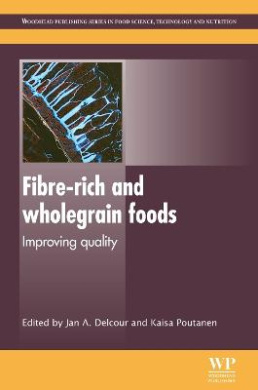 WOODHEAD PUBLISHING SERIES IN FOOD SCIENCE, TECHNOLOGY AND NUTRITION
Fibre-rich and
wholegrain foods
Improving quality
Edited by Jan A. Delcour and Kaisa Poutanen
WP